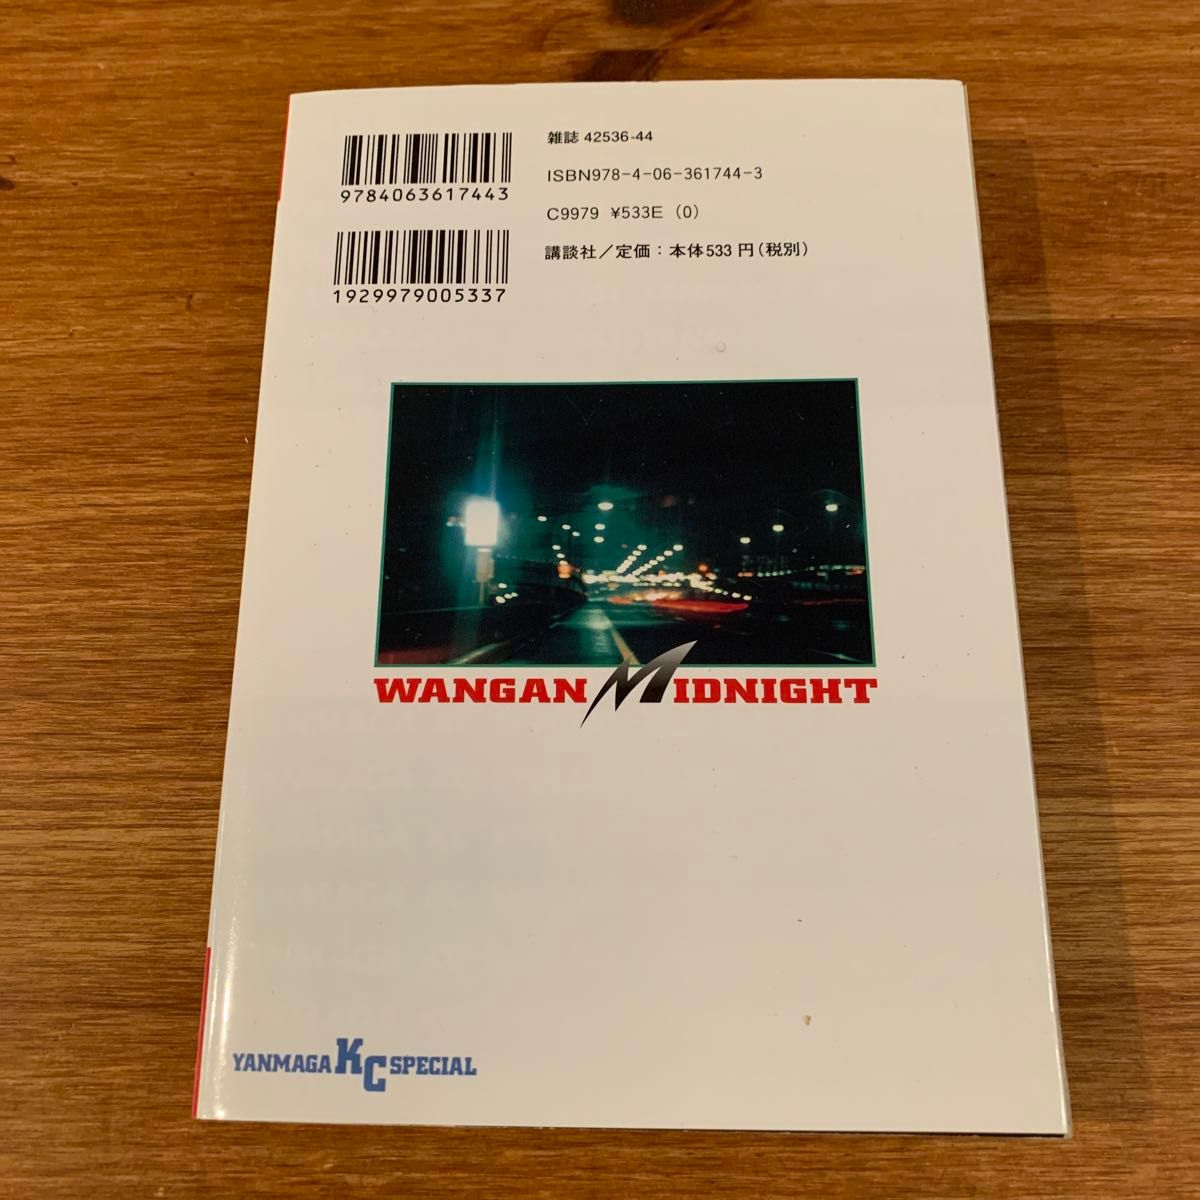 9784063617443
1929979005337
雑誌 42536-44
ISBN978-4-06-361744-3
C9979 ¥533E (0)
講談社／定価：本体533円(税別)
WANGAN MIDNIGHT
YANMAGA KC SPECIAL